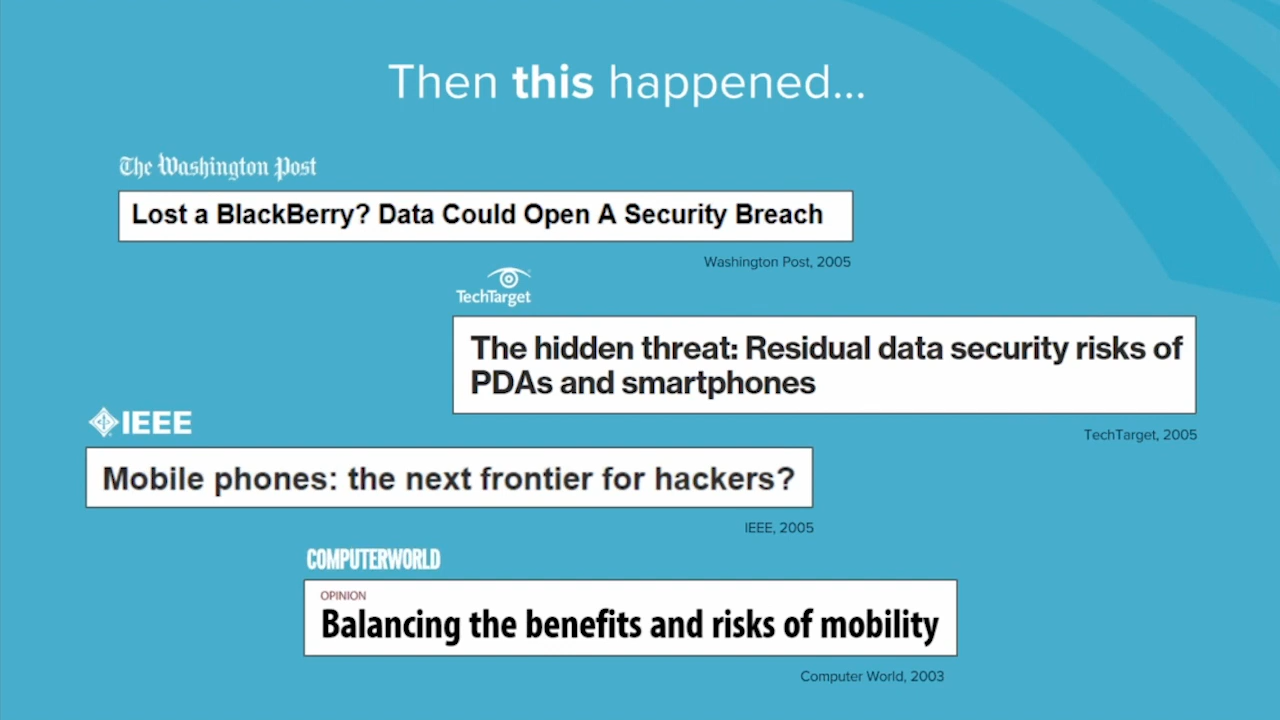 Then this happened...
The Washington Post
Lost a BlackBerry? Data Could Open A Security Breach
Washington Post, 2005
TechTarget
The hidden threat: Residual data security risks of
PDAs and smartphones
TechTarget, 2005
IEEE
Mobile phones: the next frontier for hackers?
IEEE, 2005
COMPUTERWORLD
OPINION
Balancing the benefits and risks of mobility
Computer World, 2003